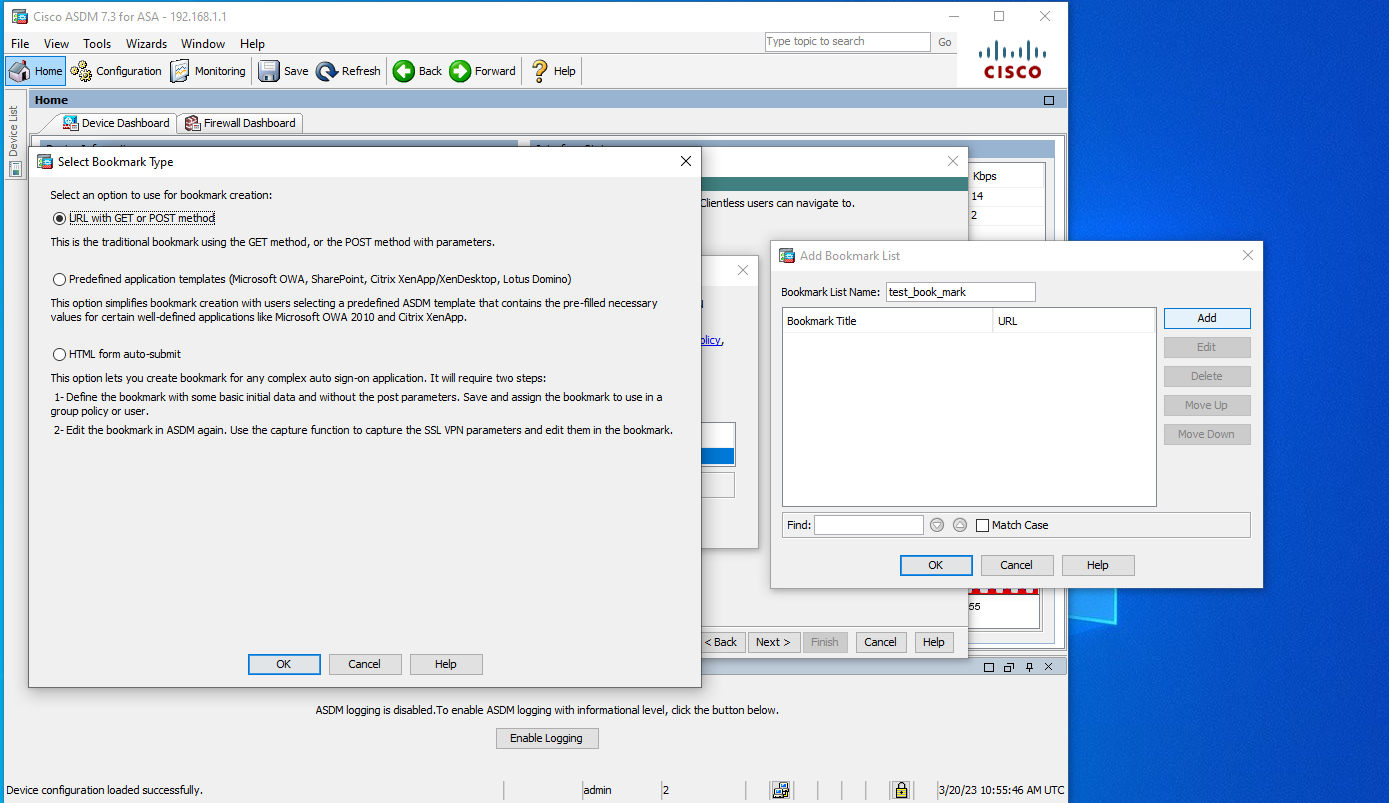 Cisco ASDM 7.3 for ASA - 192.168.1.1
File View Tools Wizards Window Help
Type topic to search Go
Home Configuration Monitoring Save Refresh Back Forward Help
CISCO
Device List
Home
Device Dashboard Firewall Dashboard
Select Bookmark Type
Select an option to use for bookmark creation:
URL with GET or POST method
This is the traditional bookmark using the GET method, or the POST method with parameters.
Predefined application templates (Microsoft OWA, SharePoint, Citrix XenApp/XenDesktop, Lotus Domino)
This option simplifies bookmark creation with users selecting a predefined ASDM template that contains the pre-filled necessary
values for certain well-defined applications like Microsoft OWA 2010 and Citrix XenApp.
HTML form auto-submit
This option lets you create bookmark for any complex auto sign-on application. It will require two steps:
1- Define the bookmark with some basic initial data and without the post parameters. Save and assign the bookmark to use in a
group policy or user.
2- Edit the bookmark in ASDM again. Use the capture function to capture the SSL VPN parameters and edit them in the bookmark.
OK Cancel Help
Clientless users can navigate to.
olicy,
< Back Next > Finish Cancel Help
Kbps
14
2
Add Bookmark List
Bookmark List Name: test_book_mark
Bookmark Title URL
Add
Edit
Delete
Move Up
Move Down
Find: Match Case
OK Cancel Help
55
ASDM logging is disabled.To enable ASDM logging with informational level, click the button below.
Enable Logging
Device configuration loaded successfully. admin 2 3/20/23 10:55:46 AM UTC